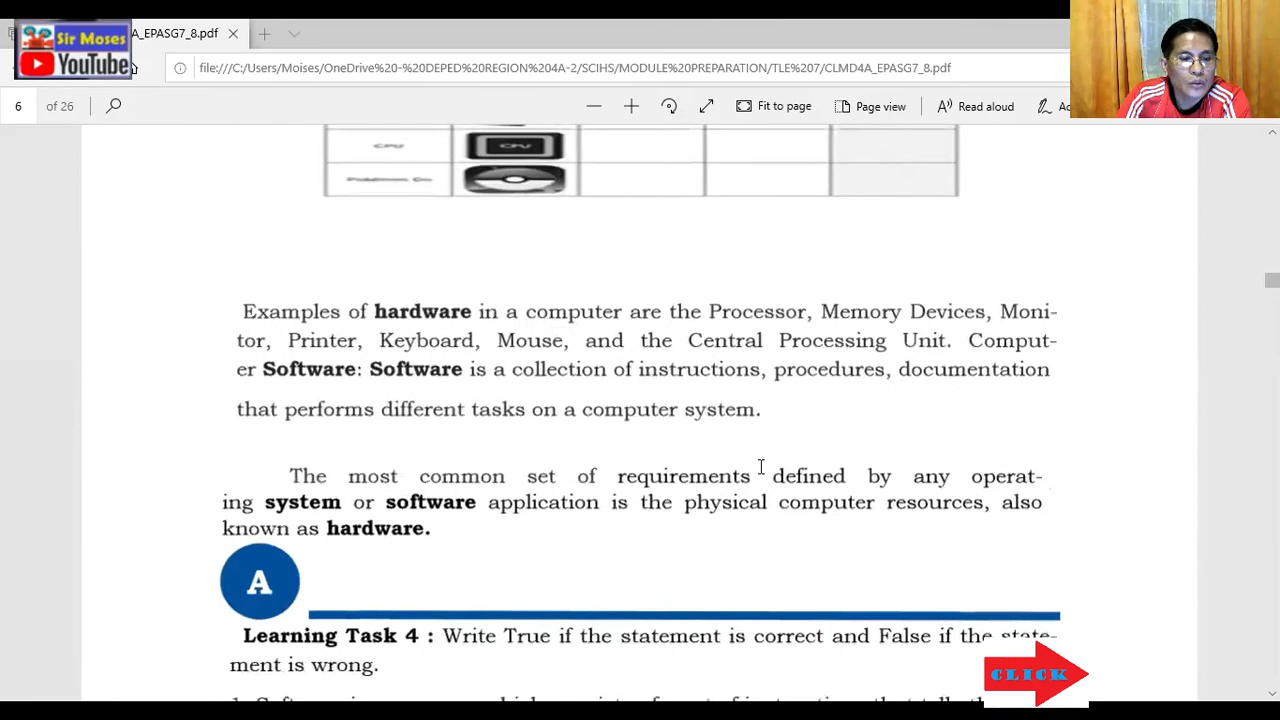 Sir Moses
YouTube
A_EPASG7_8.pdf
file:///C:/Users/Moises/OneDrive%20-%20DEPED%20REGION%204A-2/SCIHS/MODULE%20PREPARATION/TLE%207/CLMD4A_EPASG7_8.pdf
6 of 26
Fit to page
Page view
Read aloud
CPU
CPU
Pokémon Go
Examples of hardware in a computer are the Processor, Memory Devices, Moni-
tor, Printer, Keyboard, Mouse, and the Central Processing Unit. Comput-
er Software: Software is a collection of instructions, procedures, documentation
that performs different tasks on a computer system.
The most common set of requirements defined by any operat-
ing system or software application is the physical computer resources, also
known as hardware.
A
Learning Task 4 : Write True if the statement is correct and False if the state-
ment is wrong.
CLICK